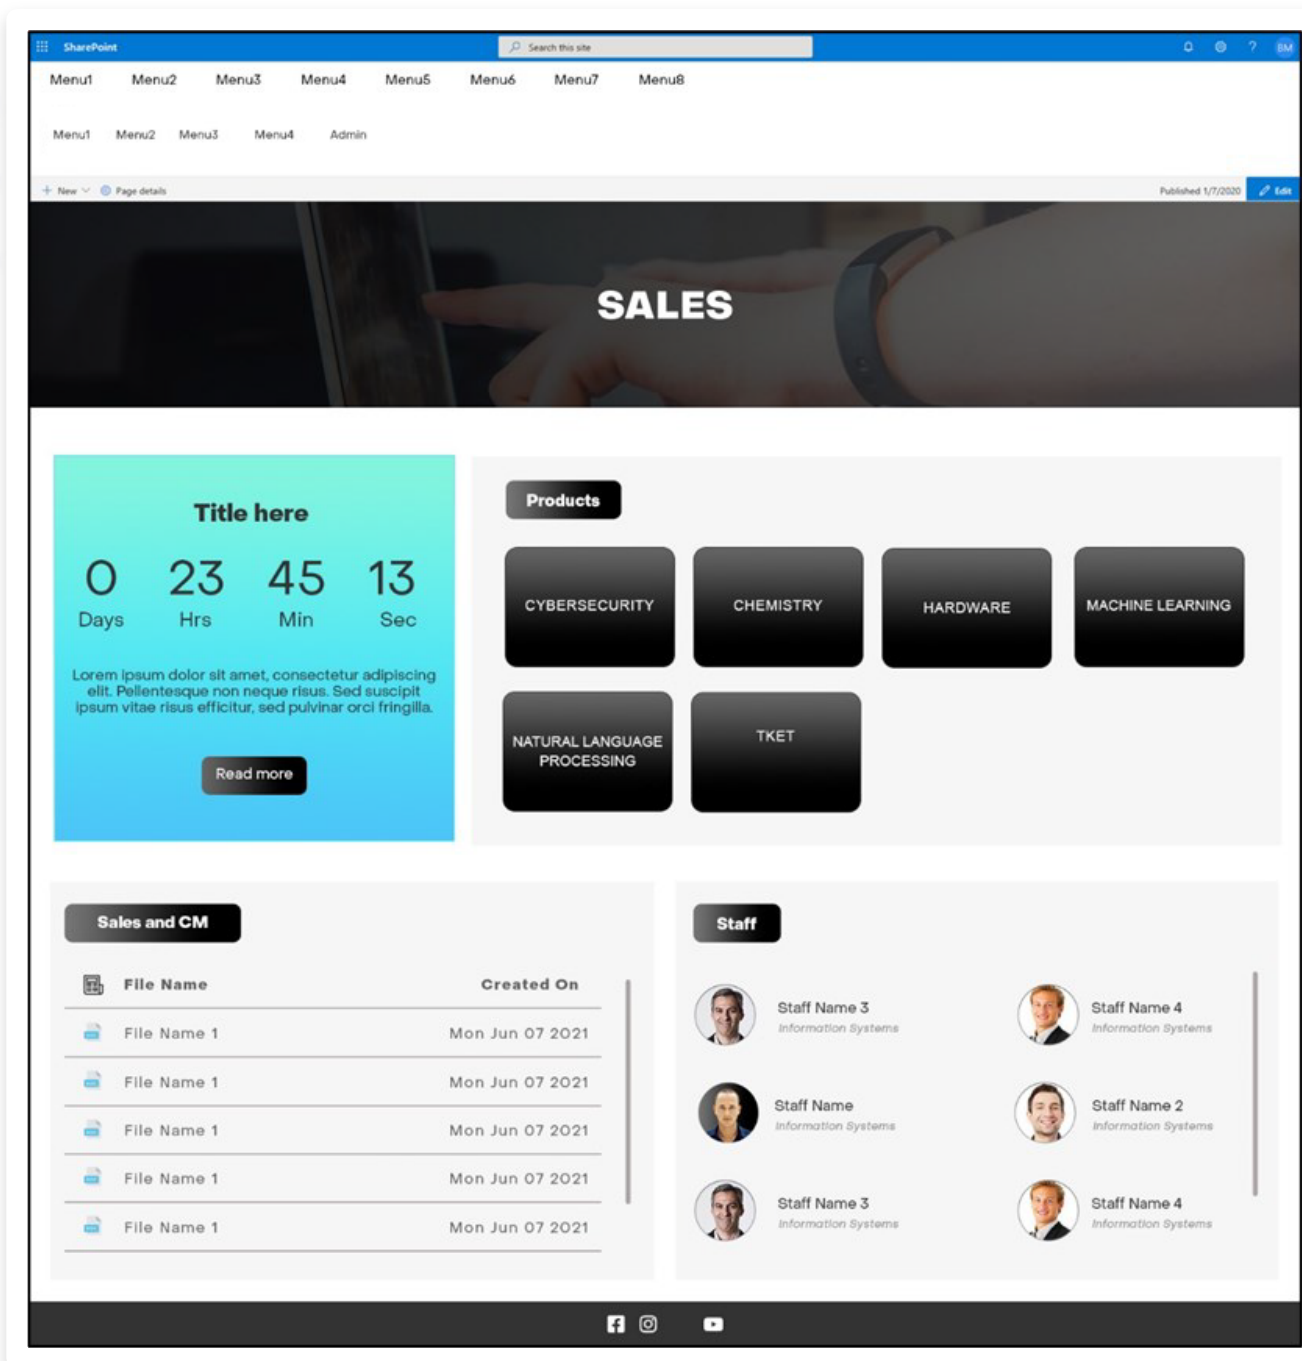 SharePoint
Search this site
BM
Menu1 Menu2 Menu3 Menu4 Menu5 Menu6 Menu7 Menu8
Menu1 Menu2 Menu3 Menu4 Admin
New Page details
Published 1/7/2020 Edit
SALES
Title here
0 23 45 13
Days Hrs Min Sec
Lorem ipsum dolor sit amet, consectetur adipiscing
elit. Pellentesque non neque risus. Sed suscipit
ipsum vitae risus efficitur, sed pulvinar orci fringilla.
Read more
Products
CYBERSECURITY
CHEMISTRY
HARDWARE
MACHINE LEARNING
NATURAL LANGUAGE
PROCESSING
TKET
Sales and CM
File Name Created On
File Name 1 Mon Jun 07 2021
File Name 1 Mon Jun 07 2021
File Name 1 Mon Jun 07 2021
File Name 1 Mon Jun 07 2021
File Name 1 Mon Jun 07 2021
Staff
Staff Name 3
Information Systems
Staff Name 4
Information Systems
Staff Name
Information Systems
Staff Name 2
Information Systems
Staff Name 3
Information Systems
Staff Name 4
Information Systems